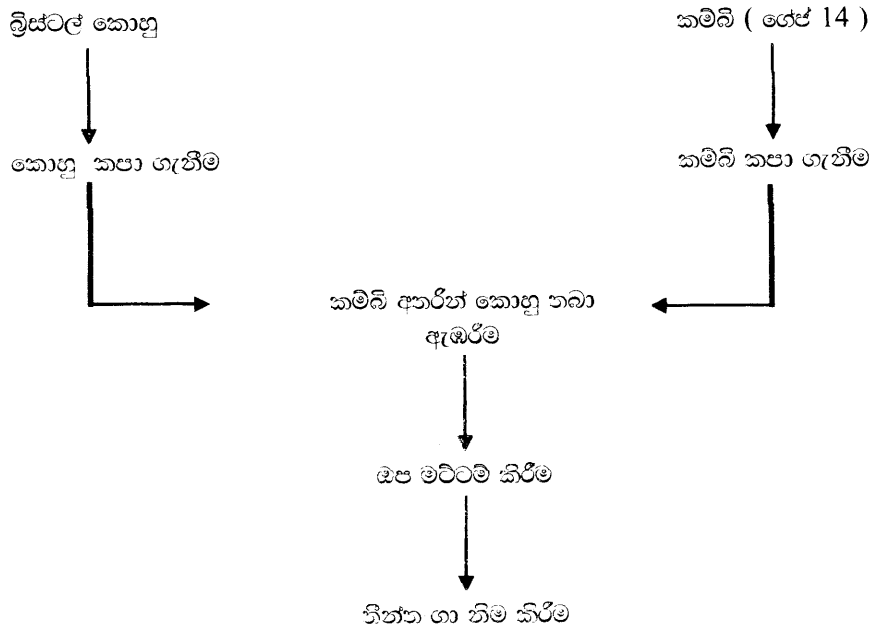 බ්‍රිස්ටල් කොහු
කම්බි ( ගේජ් 14 )
කොහු කපා ගැනීම
කම්බි කපා ගැනීම
කම්බි අතරින් කොහු තබා
ඇඹරීම
ඔප මට්ටම් කිරීම
තීන්ත ගා නිම කිරීම